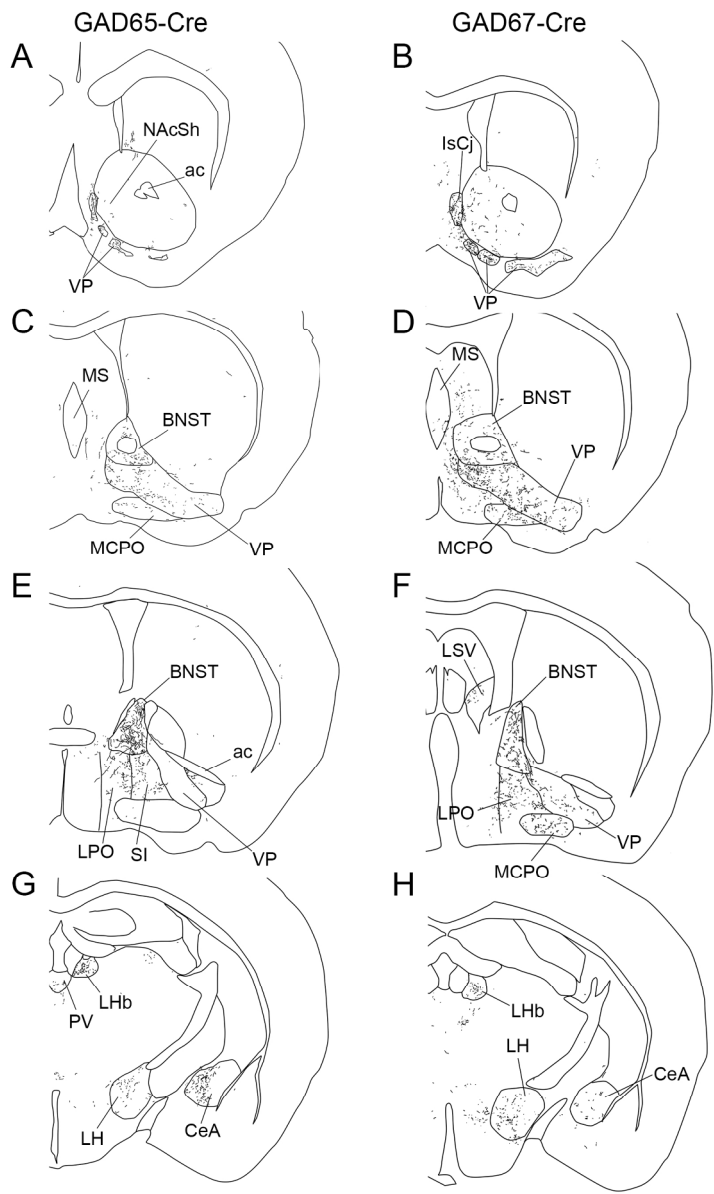 GAD65-Cre
GAD67-Cre
A
NAcSh
ac
VP
B
IsCj
VP
C
MS
BNST
MCPO
VP
D
MS
BNST
VP
MCPO
E
BNST
ac
LPO
SI
VP
F
LSV
BNST
LPO
VP
MCPO
G
LHb
PV
LH
CeA
H
LHb
LH
CeA